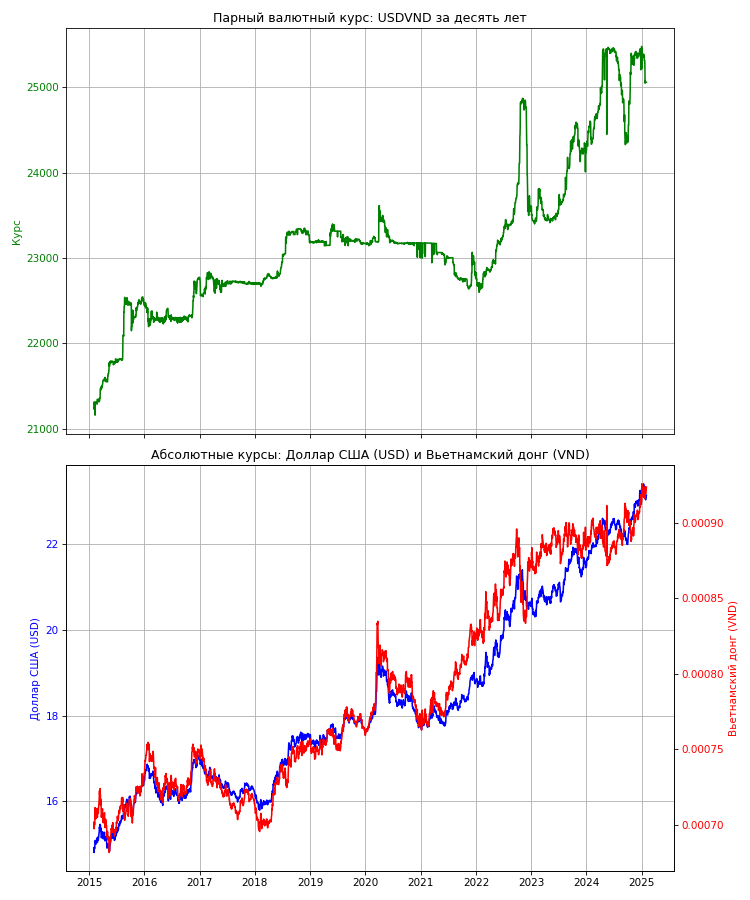 Парный валютный курс: USDVND за десять лет
25000
24000
23000
22000
21000
Курс
Абсолютные курсы: Доллар США (USD) и Вьетнамский донг (VND)
22
20
18
16
Доллар США (USD)
0.00090
0.00085
0.00080
0.00075
0.00070
Вьетнамский донг (VND)
2015 2016 2017 2018 2019 2020 2021 2022 2023 2024 2025